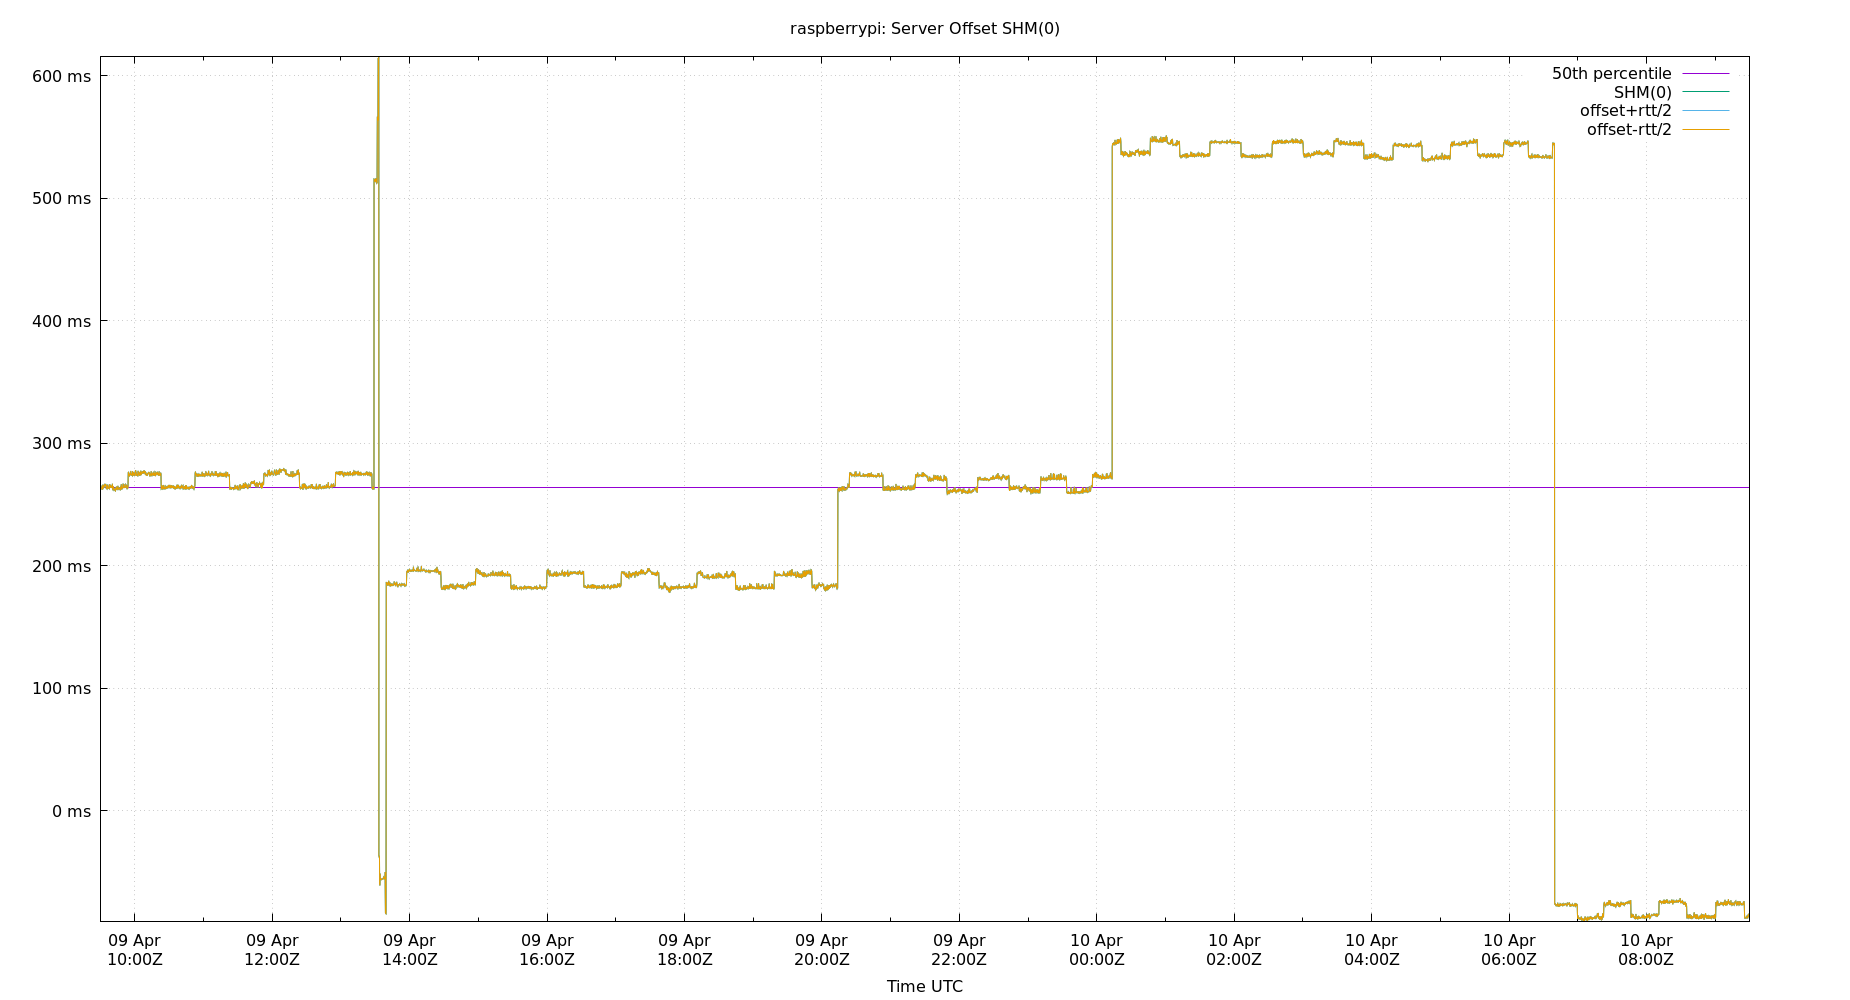 raspberrypi: Server Offset SHM(0)
600 ms
500 ms
400 ms
300 ms
200 ms
100 ms
0 ms
50th percentile
SHM(0)
offset+rtt/2
offset-rtt/2
09 Apr 09 Apr 09 Apr 09 Apr 09 Apr 09 Apr 09 Apr 10 Apr 10 Apr 10 Apr 10 Apr 10 Apr
10:00Z 12:00Z 14:00Z 16:00Z 18:00Z 20:00Z 22:00Z 00:00Z 02:00Z 04:00Z 06:00Z 08:00Z
Time UTC